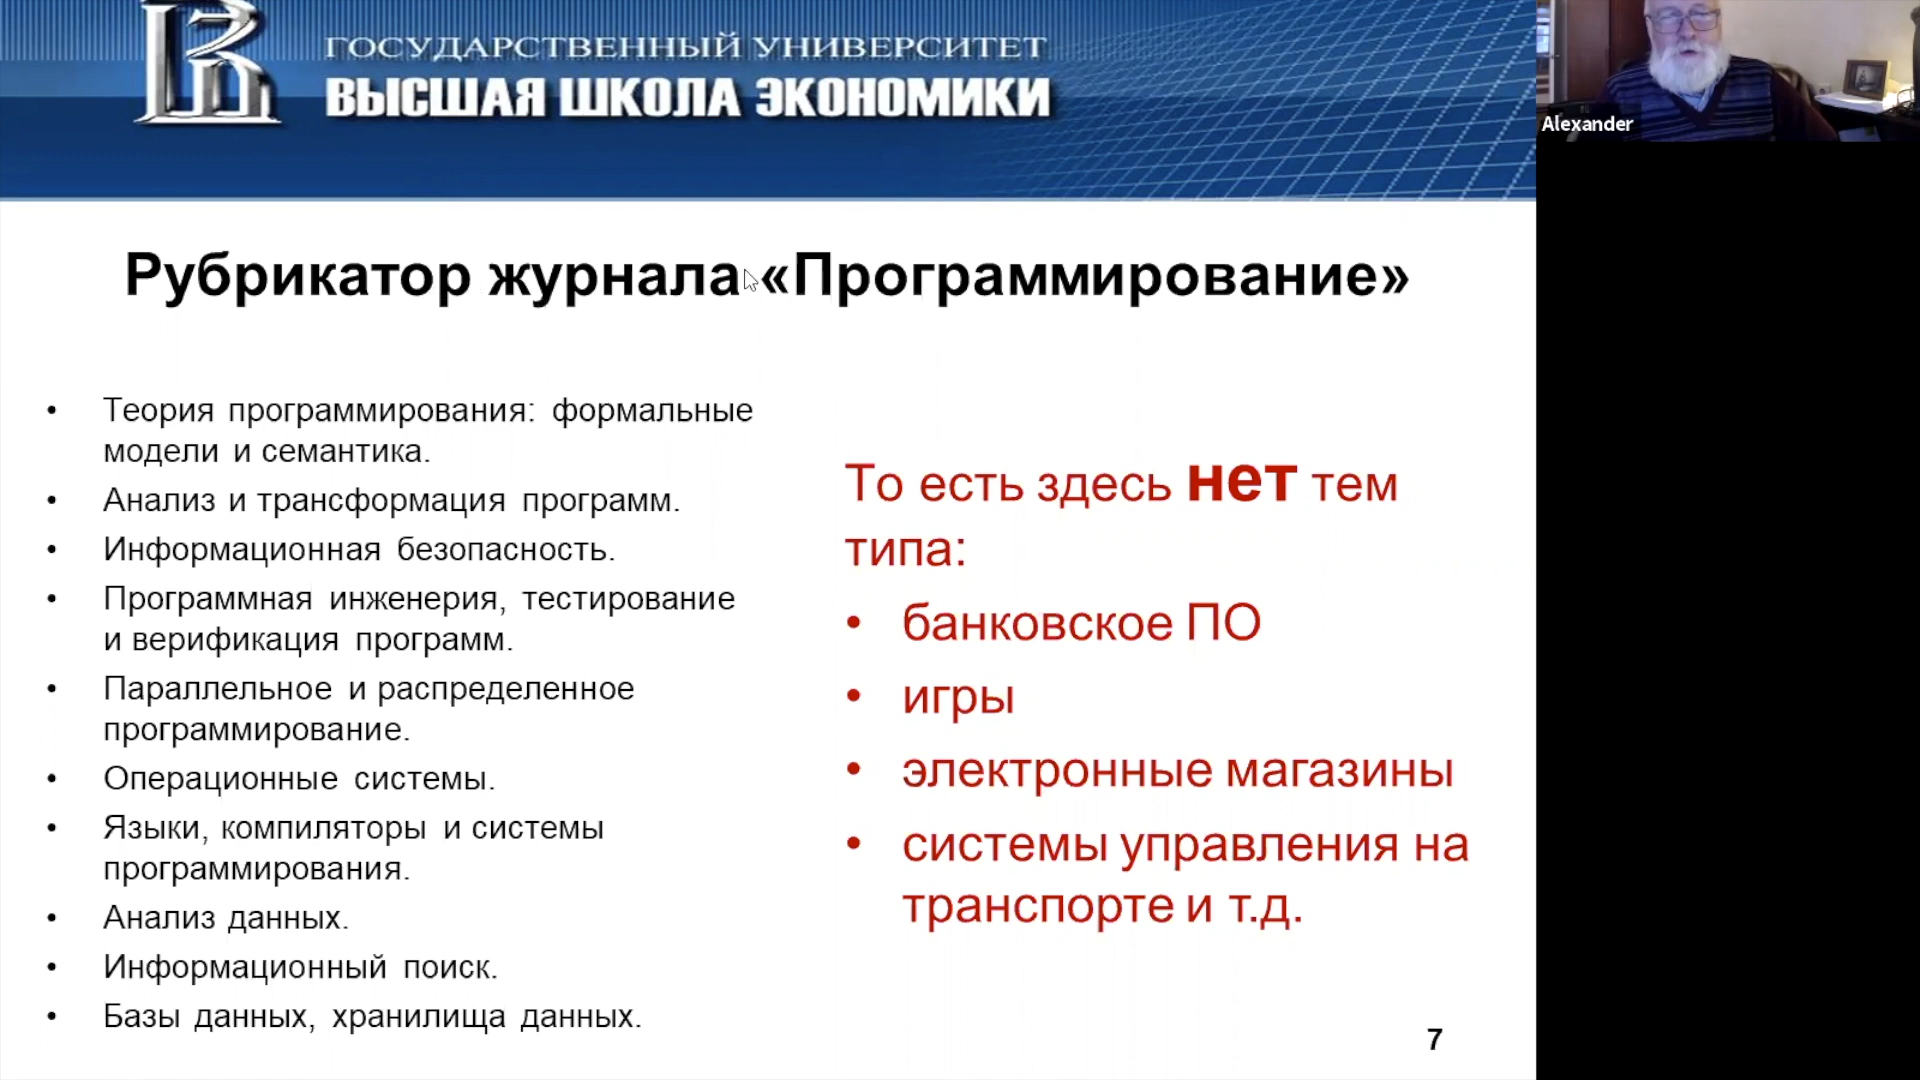 ГОСУДАРСТВЕННЫЙ УНИВЕРСИТЕТ
ВЫСШАЯ ШКОЛА ЭКОНОМИКИ
Alexander
Рубрикатор журнала «Программирование»
• Теория программирования: формальные
модели и семантика.
• Анализ и трансформация программ.
• Информационная безопасность.
• Программная инженерия, тестирование
и верификация программ.
• Параллельное и распределенное
программирование.
• Операционные системы.
• Языки, компиляторы и системы
программирования.
• Анализ данных.
• Информационный поиск.
• Базы данных, хранилища данных.
То есть здесь нет тем
типа:
• банковское ПО
• игры
• электронные магазины
• системы управления на
транспорте и т.д.
7